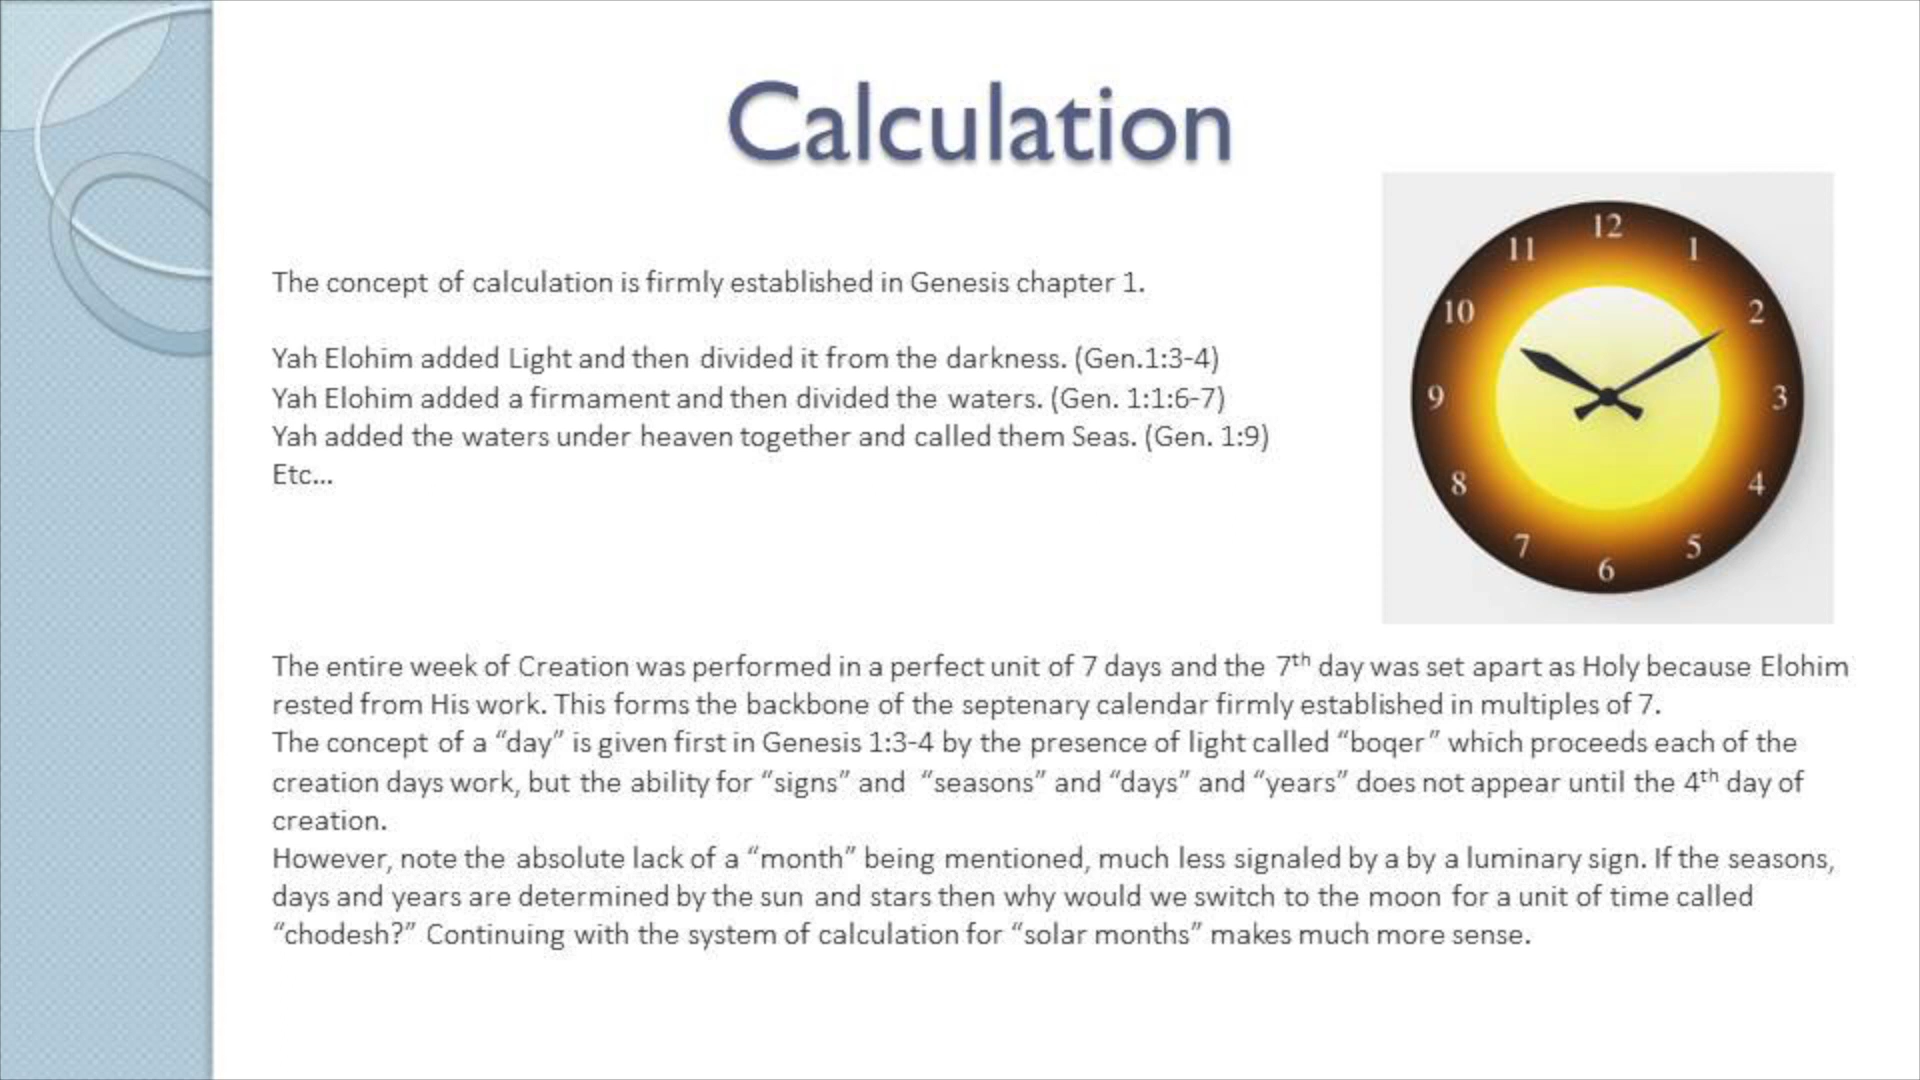 Calculation
The concept of calculation is firmly established in Genesis chapter 1.
Yah Elohim added Light and then divided it from the darkness. (Gen.1:3-4)
Yah Elohim added a firmament and then divided the waters. (Gen. 1:1:6-7)
Yah added the waters under heaven together and called them Seas. (Gen. 1:9)
Etc...
12
11
1
10
2
9
3
8
4
7
5
6
The entire week of Creation was performed in a perfect unit of 7 days and the 7th day was set apart as Holy because Elohim
rested from His work. This forms the backbone of the septenary calendar firmly established in multiples of 7.
The concept of a “day” is given first in Genesis 1:3-4 by the presence of light called “boqer” which proceeds each of the
creation days work, but the ability for “signs” and “seasons” and “days” and “years” does not appear until the 4th day of
creation.
However, note the absolute lack of a “month” being mentioned, much less signaled by a by a luminary sign. If the seasons,
days and years are determined by the sun and stars then why would we switch to the moon for a unit of time called
“chodesh?” Continuing with the system of calculation for “solar months” makes much more sense.